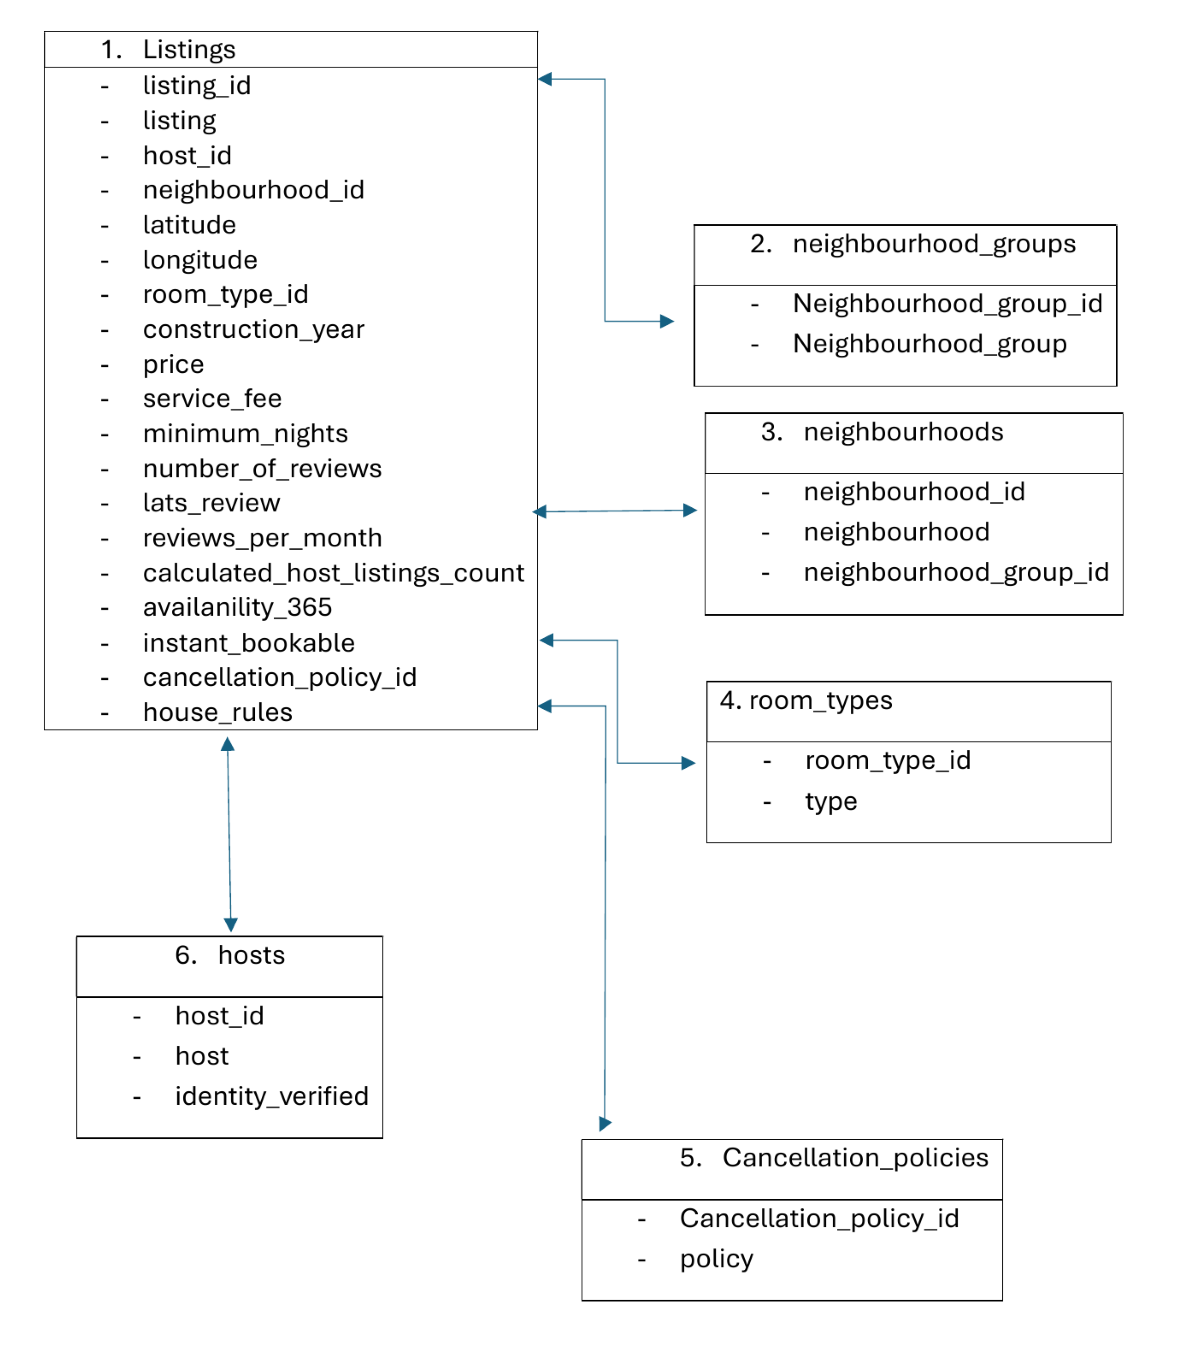 1. Listings
- listing_id
- listing
- host_id
- neighbourhood_id
- latitude
- longitude
- room_type_id
- construction_year
- price
- service_fee
- minimum_nights
- number_of_reviews
- lats_review
- reviews_per_month
- calculated_host_listings_count
- availanility_365
- instant_bookable
- cancellation_policy_id
- house_rules
2. neighbourhood_groups
- Neighbourhood_group_id
- Neighbourhood_group
3. neighbourhoods
- neighbourhood_id
- neighbourhood
- neighbourhood_group_id
4. room_types
- room_type_id
- type
6. hosts
- host_id
- host
- identity_verified
5. Cancellation_policies
- Cancellation_policy_id
- policy